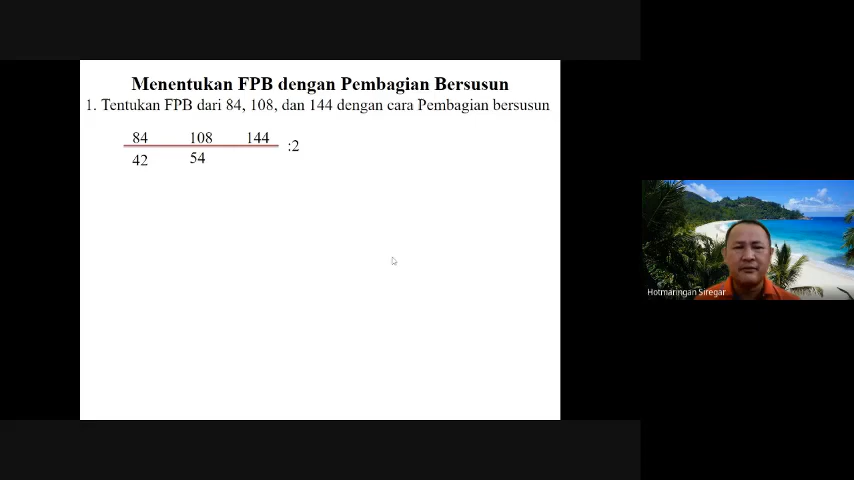 Menentukan FPB dengan Pembagian Bersusun
1. Tentukan FPB dari 84, 108, dan 144 dengan cara Pembagian bersusun
84 108 144 :2
42 54
Hotmaringan Siregar